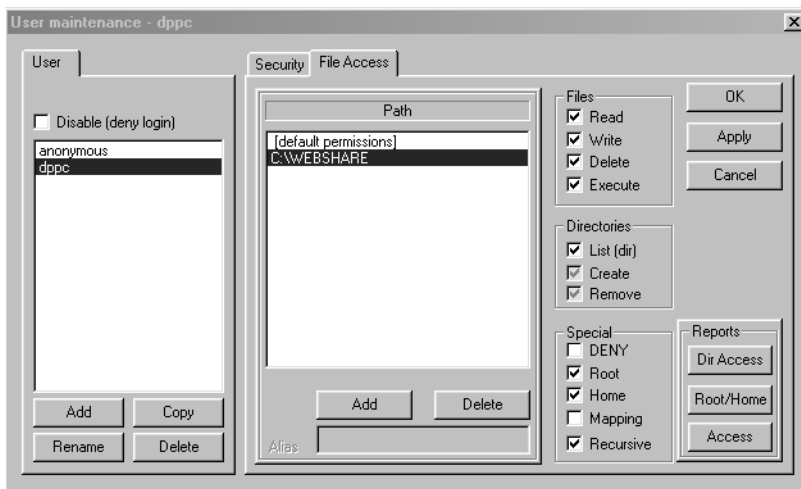 User maintenance - dppc
User
Disable (deny login)
anonymous
dppc
Add
Copy
Rename
Delete
Security
File Access
Path
[default permissions]
C:\WEBSHARE
Add
Delete
Alias
Files
Read
Write
Delete
Execute
Directories
List (dir)
Create
Remove
Special
DENY
Root
Home
Mapping
Recursive
OK
Apply
Cancel
Reports
Dir Access
Root/Home
Access